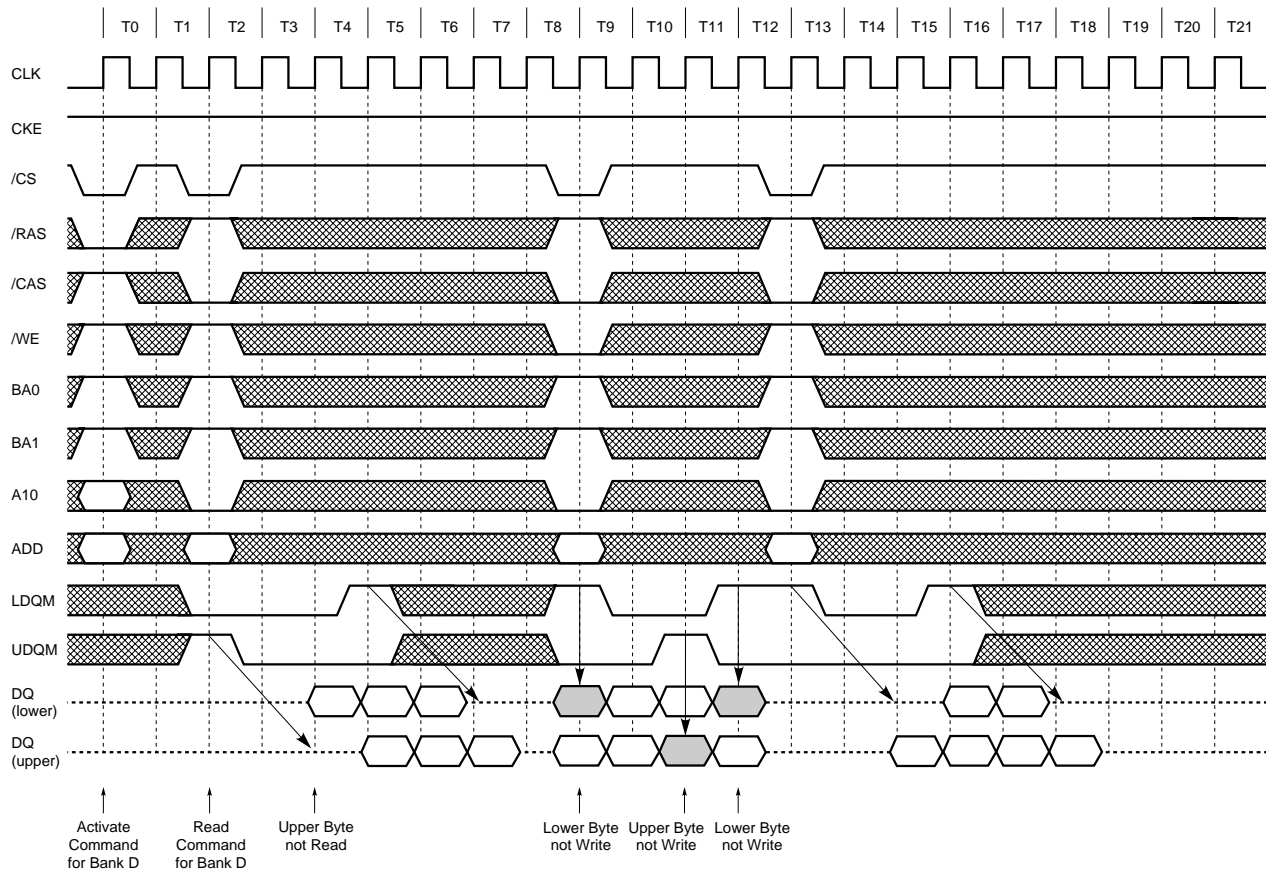 T0 T1 T2 T3 T4 T5 T6 T7 T8 T9 T10 T11 T12 T13 T14 T15 T16 T17 T18 T19 T20 T21
CLK
CKE
/CS
/RAS
/CAS
/WE
BA0
BA1
A10
ADD
LDQM
UDQM
DQ
(lower)
DQ
(upper)
Activate
Command
for Bank D
Read
Command
for Bank D
Upper Byte
not Read
Lower Byte
not Write
Upper Byte
not Write
Lower Byte
not Write